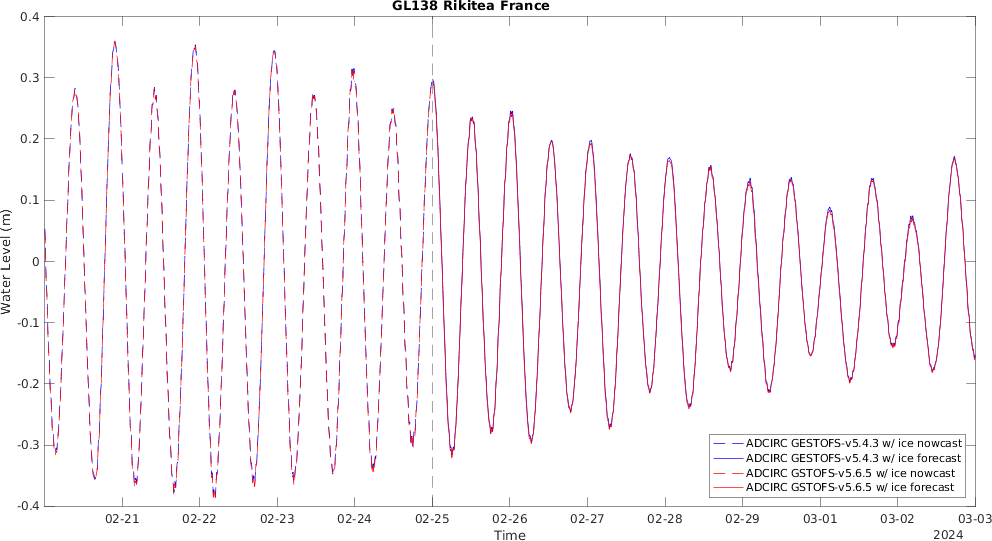 GL138 Rikitea France
0.4
0.3
0.2
0.1
0
-0.1
-0.2
-0.3
-0.4
Water Level (m)
02-21 02-22 02-23 02-24 02-25 02-26 02-27 02-28 02-29 03-01 03-02 03-03
Time
2024
ADCIRC GESTOFS-v5.4.3 w/ ice nowcast
ADCIRC GESTOFS-v5.4.3 w/ ice forecast
ADCIRC GSTOFS-v5.6.5 w/ ice nowcast
ADCIRC GSTOFS-v5.6.5 w/ ice forecast